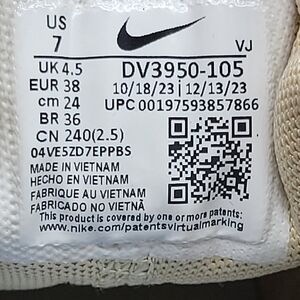 US
7
VJ
UK 4.5
EUR 38
cm 24
BR 36
CN 240(2.5)
DV3950-105
10/18/23 | 12/13/23
UPC 00197593857866
04VE5ZD7EPPBS
MADE IN VIETNAM
HECHO EN VIETNAM
FABRIQUE AU VIETNAM
FABRICADO NO VIETNÃ
This product is covered by one or more patents:
www.nike.com/patentsvirtualmarking